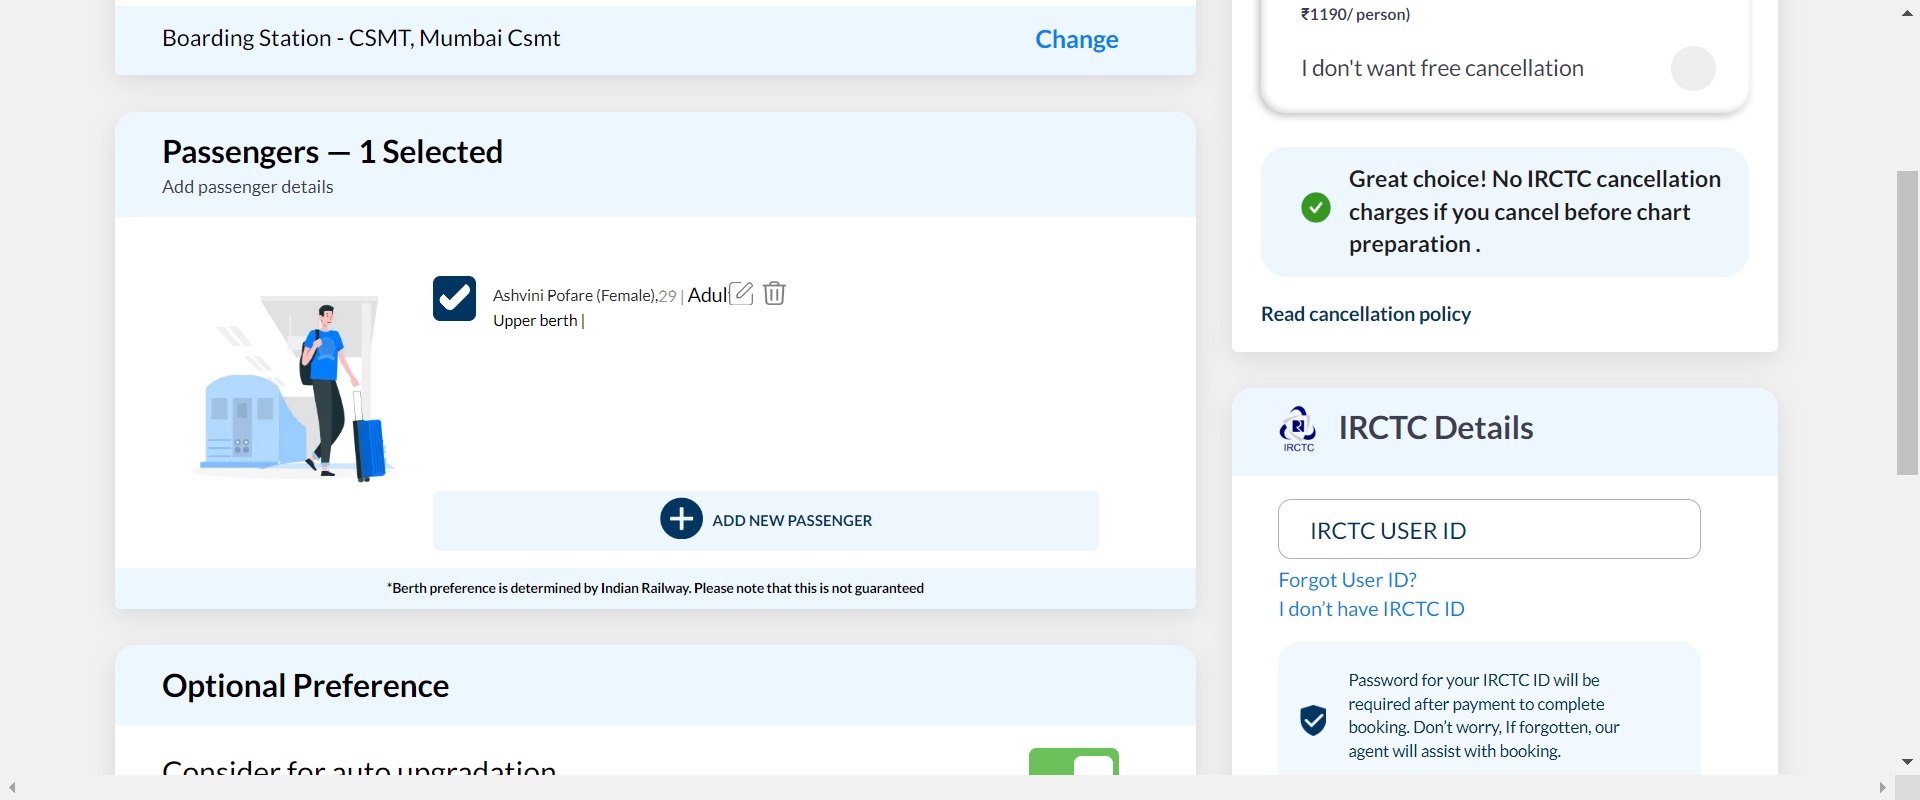 Boarding Station - CSMT, Mumbai Csmt
Change
Passengers — 1 Selected
Add passenger details
Ashvini Pofare (Female),29 | Adul
Upper berth |
ADD NEW PASSENGER
*Berth preference is determined by Indian Railway. Please note that this is not guaranteed
Optional Preference
Consider for auto upgradation
₹1190/ person)
I don't want free cancellation
Great choice! No IRCTC cancellation
charges if you cancel before chart
preparation .
Read cancellation policy
IRCTC
IRCTC Details
IRCTC USER ID
Forgot User ID?
I don’t have IRCTC ID
Password for your IRCTC ID will be
required after payment to complete
booking. Don’t worry, If forgotten, our
agent will assist with booking.